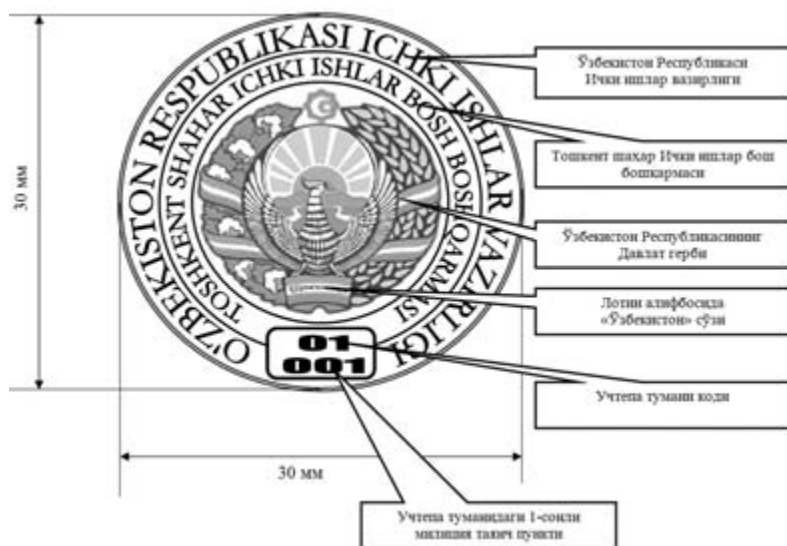 O'ZBEKISTON RESPUBLIKASI ICHKI ISHLAR VAZIRLIGI
TOSHKENT SHAHAR ICHKI ISHLAR BOSH BOSHQARMASI
01
001
30 мм
30 мм
Ўзбекистон Республикаси
Ички ишлар вазирлиги
Тошкент шаҳар Ички ишлар бош
бошқармаси
Ўзбекистон Республикасининг
Давлат герби
Лотин алифбосида
«Ўзбекистон» сўзи
Учтепа тумани коди
Учтепа туманидаги 1-сонли
милиция таянч пункти